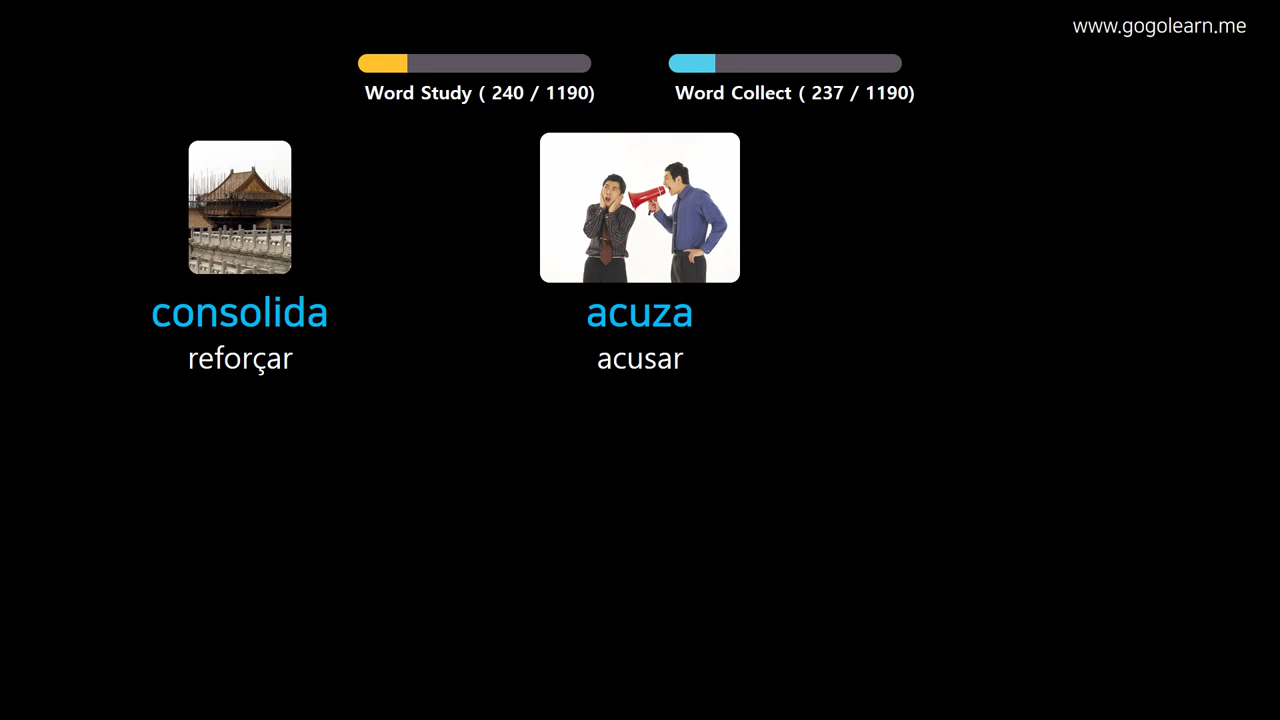 www.gogolearn.me
Word Study ( 240 / 1190)
Word Collect ( 237 / 1190)
consolida
reforçar
acuza
acusar